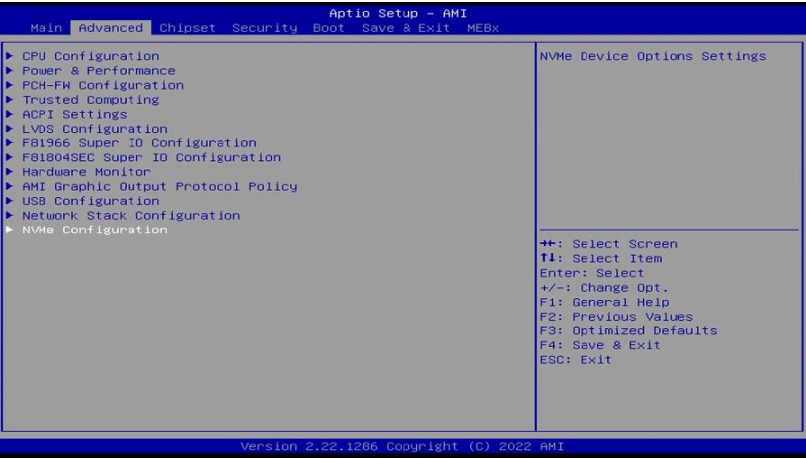 Aptio Setup - AMI
Main Advanced Chipset Security Boot Save & Exit MEBx
► CPU Configuration
► Power & Performance
► PCH-FW Configuration
► Trusted Computing
► ACPI Settings
► LVDS Configuration
► F81966 Super IO Configuration
► F81804SEC Super IO Configuration
► Hardware Monitor
► AMI Graphic Output Protocol Policy
► USB Configuration
► Network Stack Configuration
► NVMe Configuration
NVMe Device Options Settings
→←: Select Screen
↑↓: Select Item
Enter: Select
+/-: Change Opt.
F1: General Help
F2: Previous Values
F3: Optimized Defaults
F4: Save & Exit
ESC: Exit
Version 2.22.1286 Copyright (C) 2022 AMI